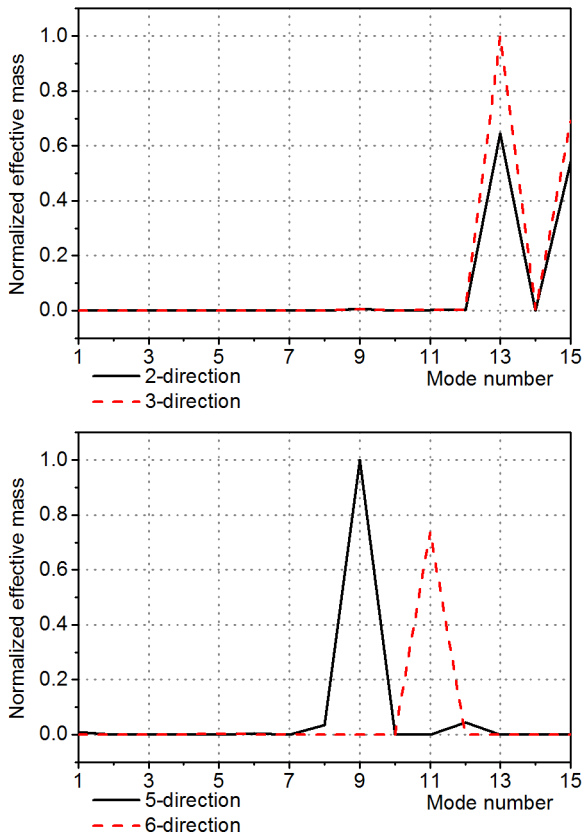 Normalized effective mass
1.0
0.8
0.6
0.4
0.2
0.0
1 3 5 7 9 11 13 15
Mode number
2-direction
3-direction
Normalized effective mass
1.0
0.8
0.6
0.4
0.2
0.0
1 3 5 7 9 11 13 15
Mode number
5-direction
6-direction